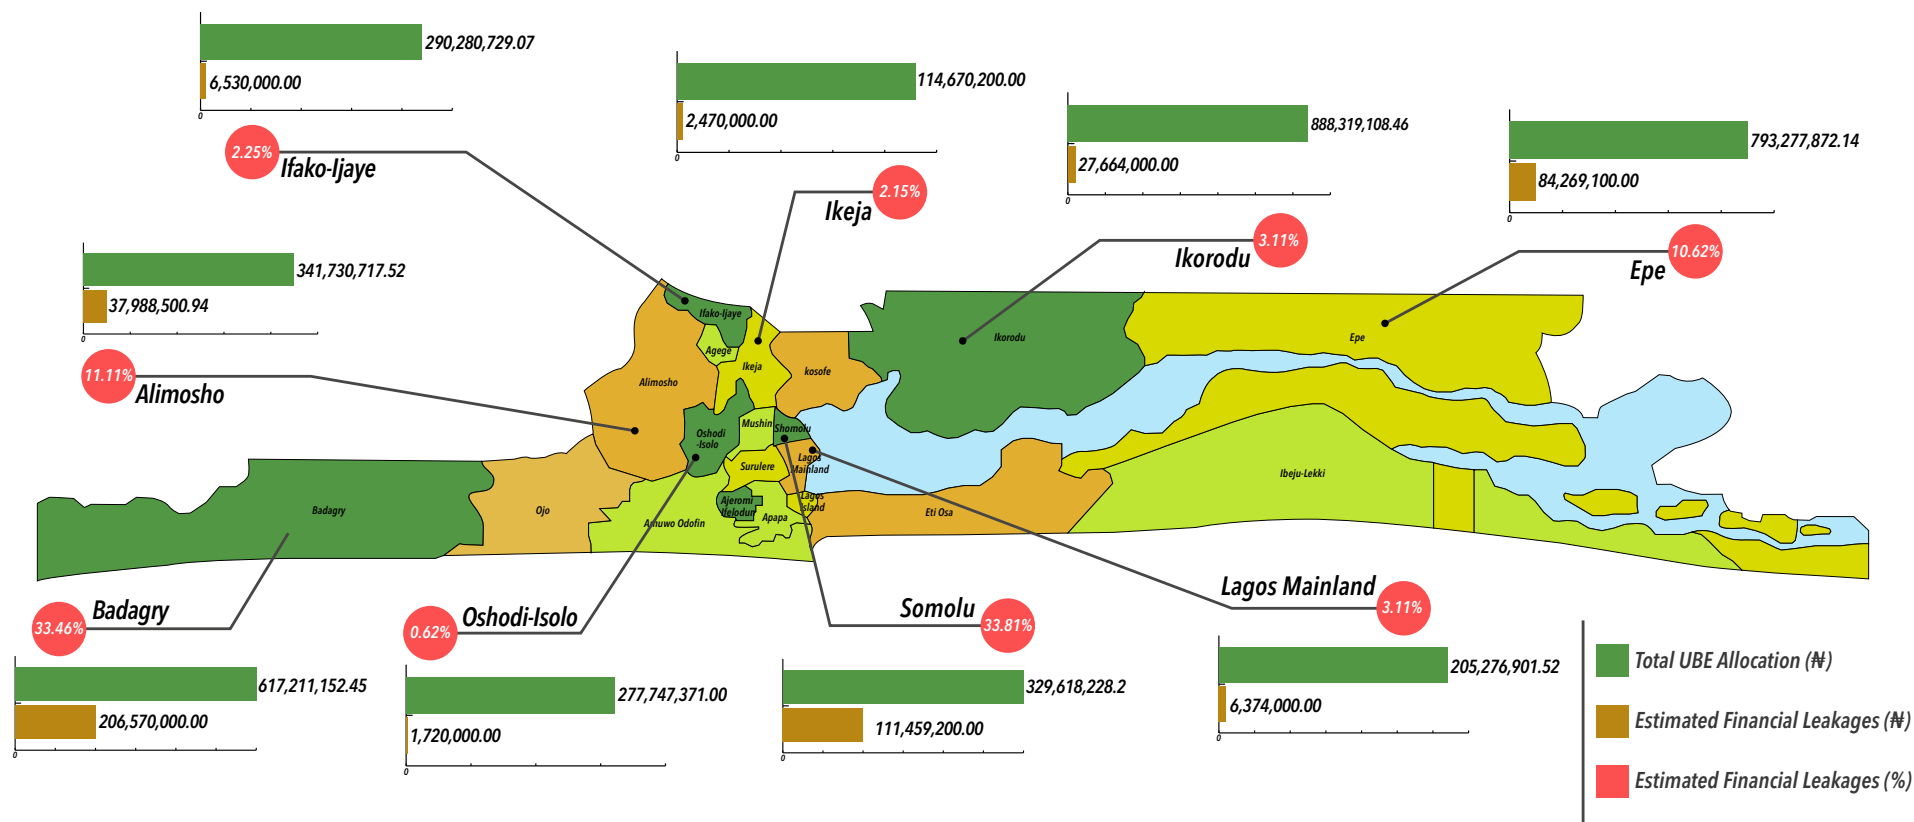 290,280,729.07
6,530,000.00
0
2.25%
Ifako-Ijaye
114,670,200.00
2,470,000.00
0
2.15%
Ikeja
888,319,108.46
27,664,000.00
0
3.11%
Ikorodu
793,277,872.14
84,269,100.00
0
10.62%
Epe
341,730,717.52
37,988,500.94
0
11.11%
Alimosho
Ifako-Ijaye
Agege
Ikeja
Alimosho
kosofe
Ikorodu
Epe
Mushin
Shomolu
Oshodi
-Isolo
Lagos
Mainland
Surulere
Ibeju-Lekki
Ajeromi
Ifelodun
Lagos
Island
Apapa
Badagry
Ojo
Amuwo Odofin
Eti Osa
33.46%
Badagry
617,211,152.45
206,570,000.00
0
0.62%
Oshodi-Isolo
277,747,371.00
1,720,000.00
0
Somolu
33.81%
329,618,228.2
111,459,200.00
0
Lagos Mainland
3.11%
205,276,901.52
6,374,000.00
0
Total UBE Allocation (₦)
Estimated Financial Leakages (₦)
Estimated Financial Leakages (%)